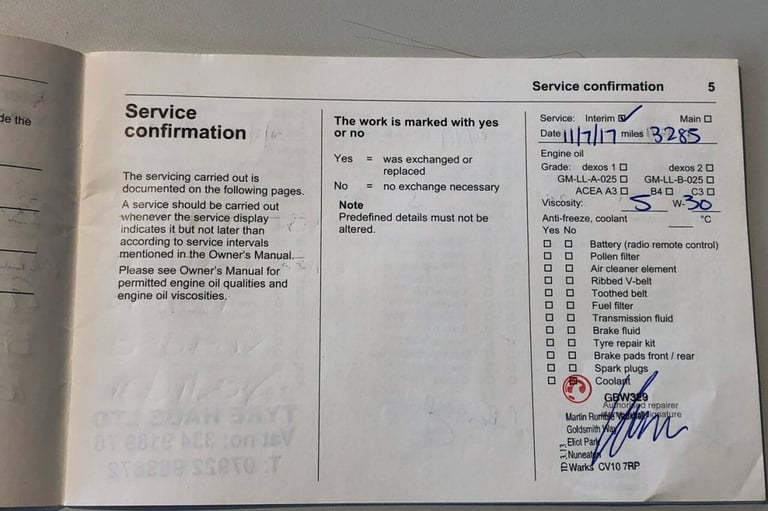 de the
Service confirmation 5
Service
confirmation
The servicing carried out is
documented on the following pages.
A service should be carried out
whenever the service display
indicates it but not later than
according to service intervals
mentioned in the Owner's Manual.
Please see Owner's Manual for
permitted engine oil qualities and
engine oil viscosities.
The work is marked with yes
or no
Yes = was exchanged or
replaced
No = no exchange necessary
Note
Predefined details must not be
altered.
Service: Interim ☑ Main ☐
Date 11/7/17 miles 3285
Engine oil
Grade: dexos 1 ☐ dexos 2 ☐
GM-LL-A-025 ☐ GM-LL-B-025 ☐
ACEA A3 ☐ B4 ☐ C3 ☐
Viscosity: 5 W-30
Anti-freeze, coolant °C
Yes No
☐ ☐ Battery (radio remote control)
☐ ☐ Pollen filter
☐ ☐ Air cleaner element
☐ ☐ Ribbed V-belt
☐ ☐ Toothed belt
☐ ☐ Fuel filter
☐ ☐ Transmission fluid
☐ ☐ Brake fluid
☐ ☐ Tyre repair kit
☐ ☐ Brake pads front / rear
☐ ☐ Spark plugs
☐ ☐ Coolant
GBW329
Authorised repairer
Martin Rumble signature
Goldsmith Way
Eliot Park
Nuneaton
Warks CV10 7RP